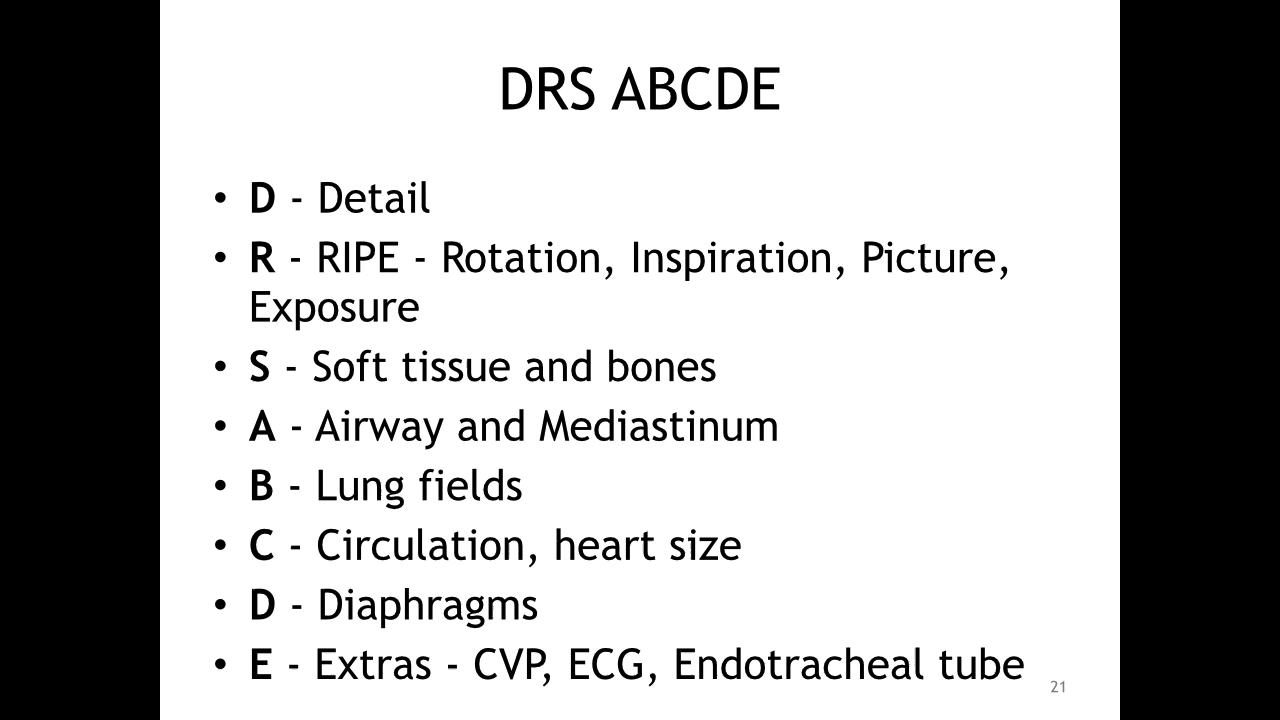 DRS ABCDE
• D - Detail
• R - RIPE - Rotation, Inspiration, Picture,
Exposure
• S - Soft tissue and bones
• A - Airway and Mediastinum
• B - Lung fields
• C - Circulation, heart size
• D - Diaphragms
• E - Extras - CVP, ECG, Endotracheal tube
21